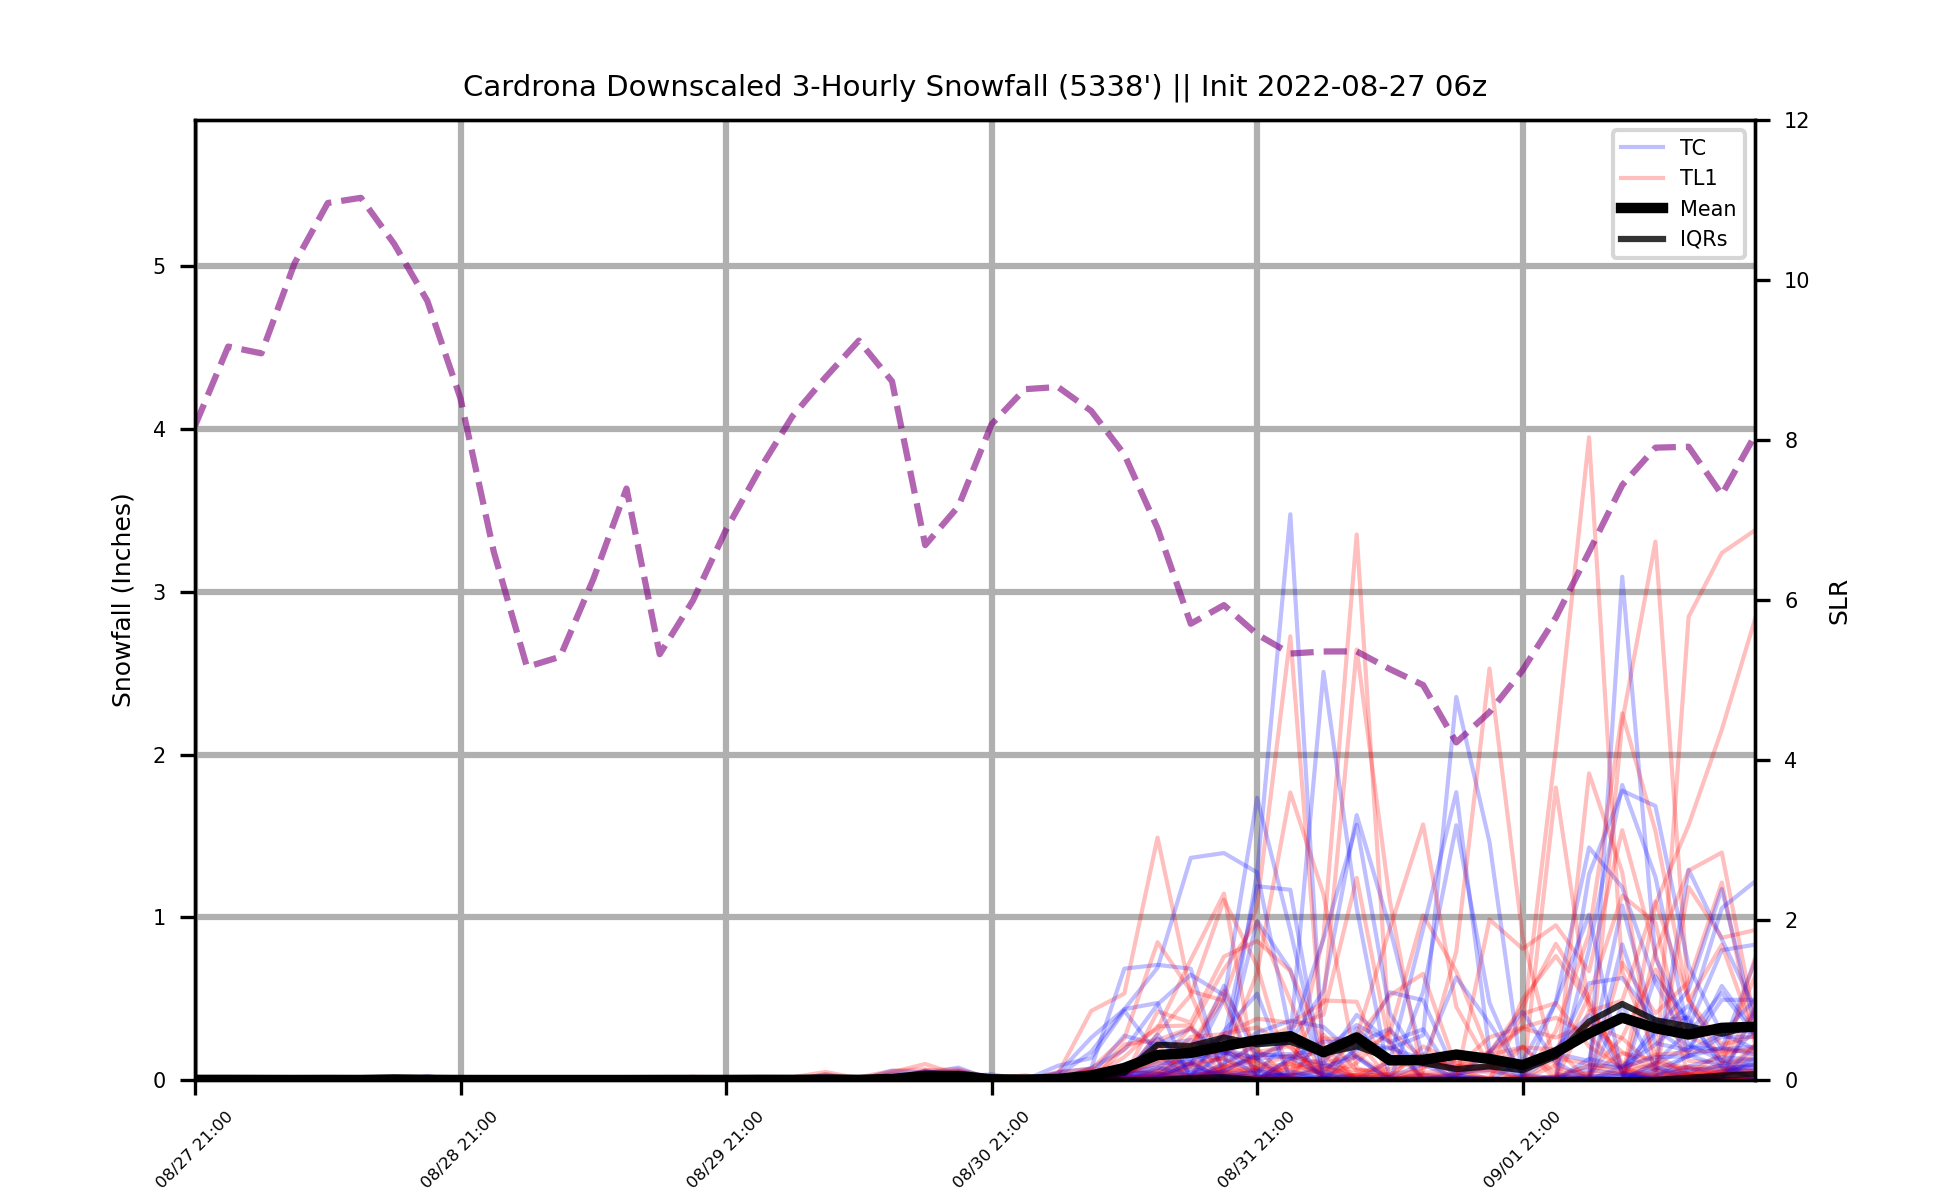 Cardrona Downscaled 3-Hourly Snowfall (5338') || Init 2022-08-27 06z
TC
TL1
Mean
IQRs
Snowfall (Inches)
5
4
3
2
1
0
12
10
8
6
4
2
0
SLR
08/27 21:00
08/28 21:00
08/29 21:00
08/30 21:00
08/31 21:00
09/01 21:00